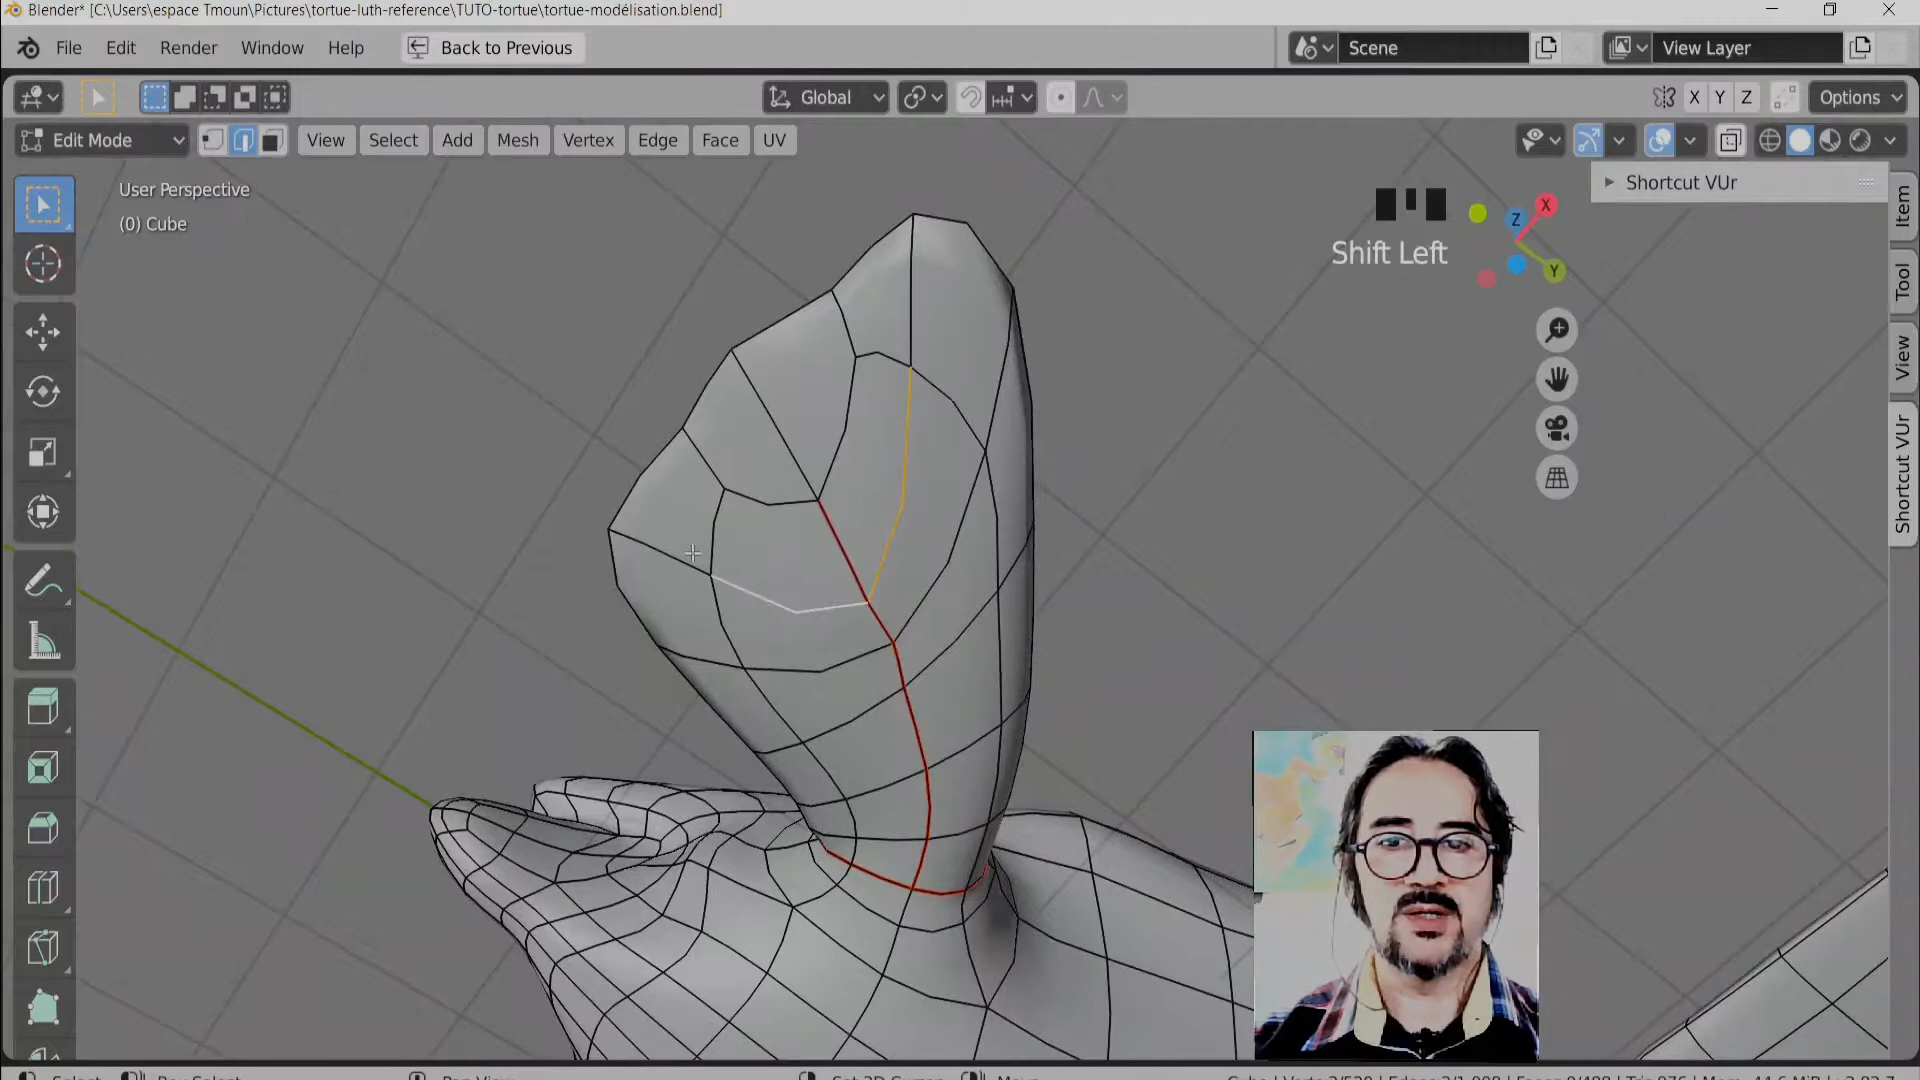 Blender* [C:\Users\espace Tmoun\Pictures\tortue-luth-reference\TUTO-tortue\tortue-modélisation.blend]
File Edit Render Window Help Back to Previous Scene View Layer
Global X Y Z Options
Edit Mode View Select Add Mesh Vertex Edge Face UV
User Perspective
(0) Cube
Shortcut VUr
Shift Left
Z X Y
Item
Tool
View
Shortcut VUr